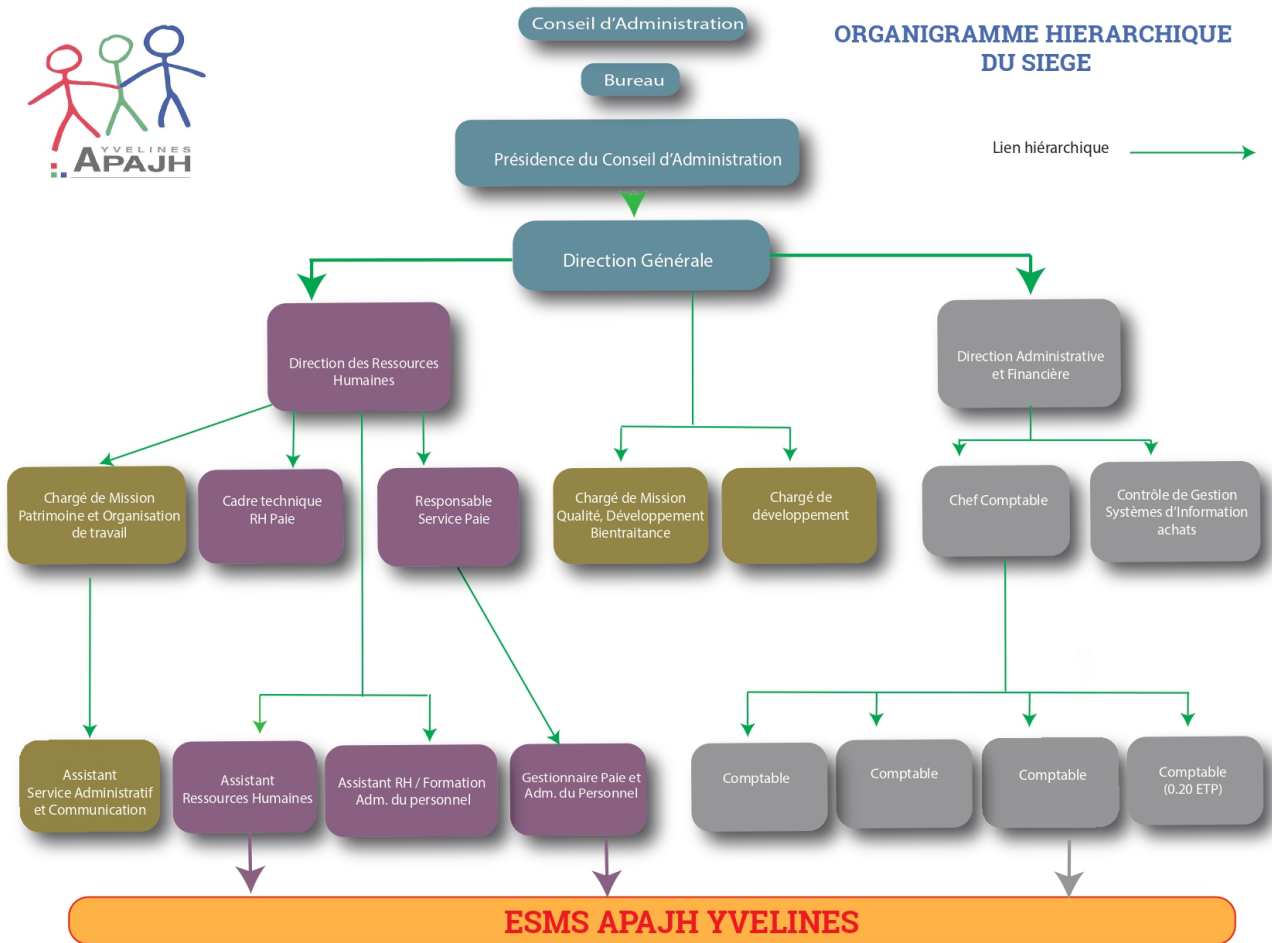 Conseil d'Administration
ORGANIGRAMME HIERARCHIQUE
DU SIEGE
Bureau
YVELINES
APAJH
Présidence du Conseil d'Administration
Lien hiérarchique
Direction Générale
Direction des Ressources
Humaines
Direction Administrative
et Financière
Chargé de Mission
Patrimoine et Organisation
de travail
Cadre technique
RH Paie
Responsable
Service Paie
Chargé de Mission
Qualité, Développement
Bientraitance
Chargé de
développement
Chef Comptable
Contrôle de Gestion
Systèmes d'Information
achats
Assistant
Service Administratif
et Communication
Assistant
Ressources Humaines
Assistant RH / Formation
Adm. du personnel
Gestionnaire Paie et
Adm. du Personnel
Comptable
Comptable
Comptable
Comptable
(0.20 ETP)
ESMS APAJH YVELINES